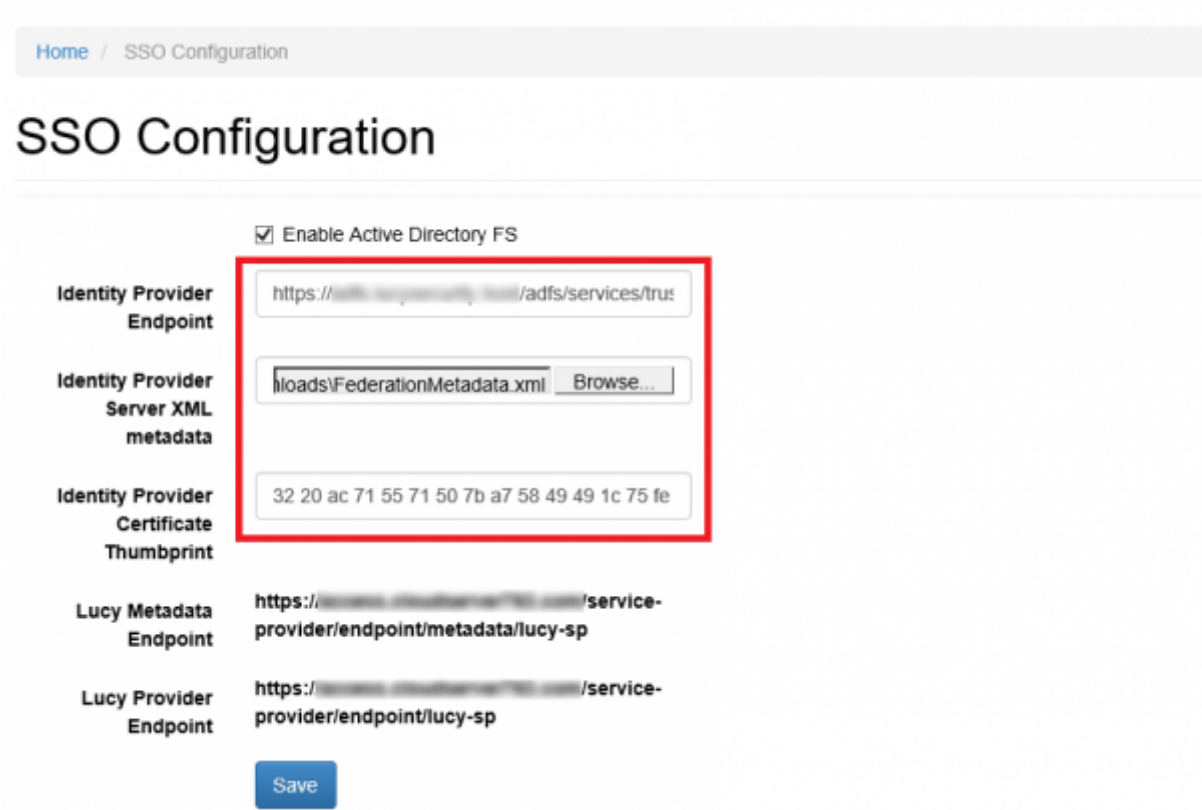 Home / SSO Configuration
SSO Configuration
Enable Active Directory FS
Identity Provider
Endpoint
https:// /adfs/services/trus
Identity Provider
Server XML
metadata
nloads\FederationMetadata.xml Browse...
Identity Provider
Certificate
Thumbprint
32 20 ac 71 55 71 50 7b a7 58 49 49 1c 75 fe
Lucy Metadata
Endpoint
https:/ /service-
provider/endpoint/metadata/lucy-sp
Lucy Provider
Endpoint
https:/ /service-
provider/endpoint/lucy-sp
Save